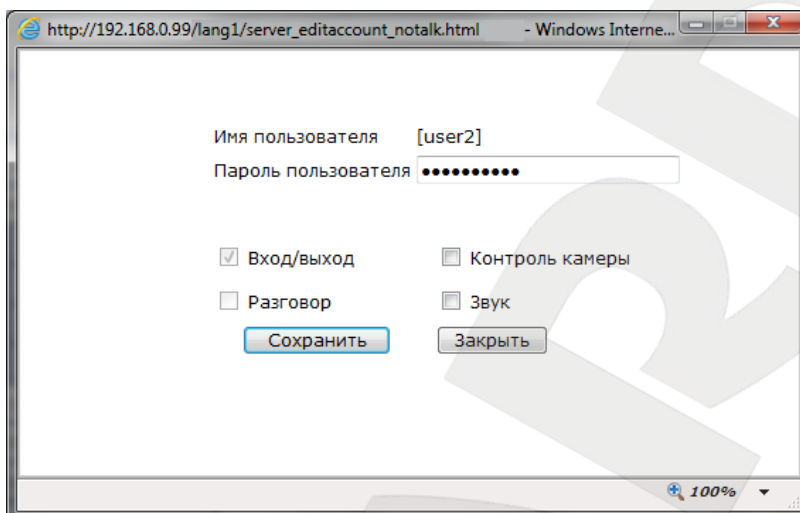 http://192.168.0.99/lang1/server_editaccount_notalk.html - Windows Interne...
Имя пользователя [user2]
Пароль пользователя ••••••••••
Вход/выход Контроль камеры
Разговор Звук
Сохранить Закрыть
100%